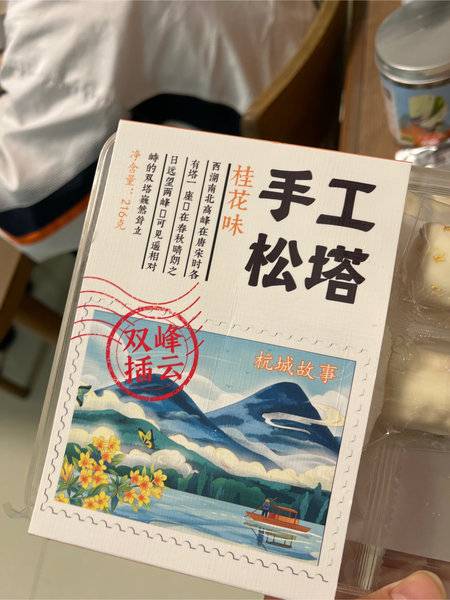 手工
松塔
桂花味
西湖南北高峰在唐宋时各
有塔一座▯在春秋晴朗之
日远望两峰▯可见遥相对
峙的双塔巍然耸立
净含量：216克
双峰
插云
杭城故事